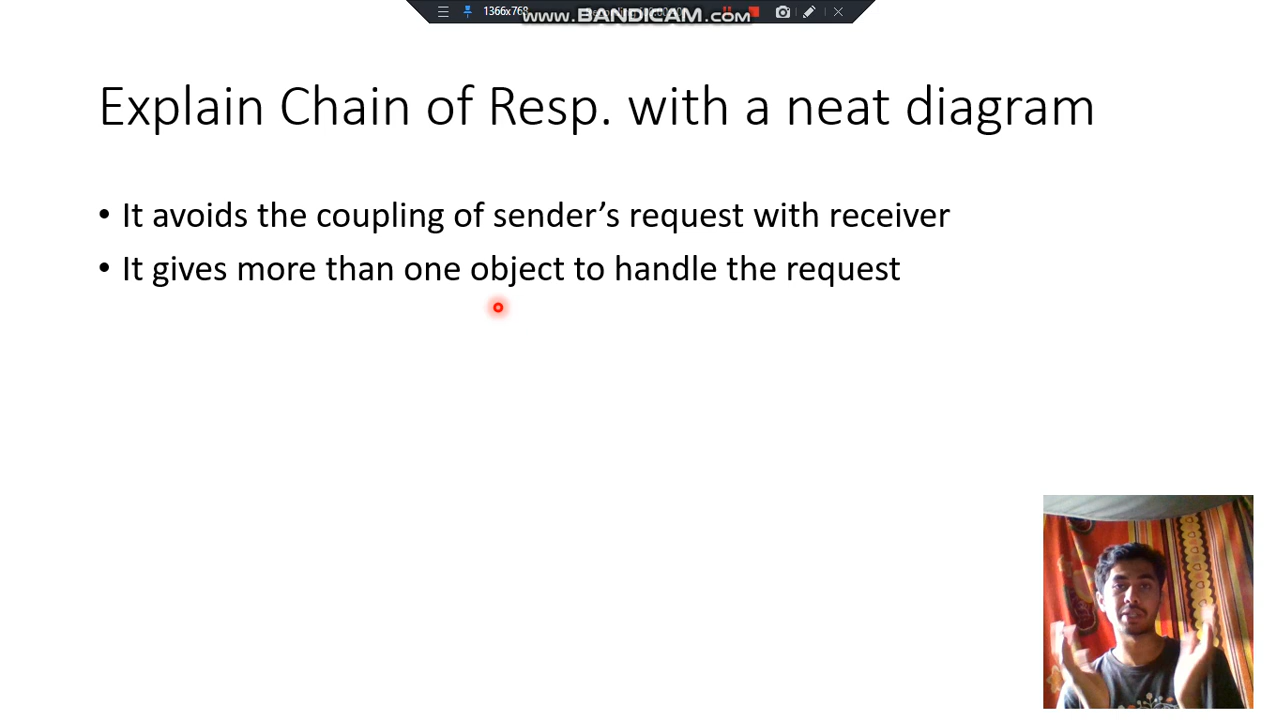 1366x768
www.BANDICAM.com
Explain Chain of Resp. with a neat diagram
• It avoids the coupling of sender’s request with receiver
• It gives more than one object to handle the request